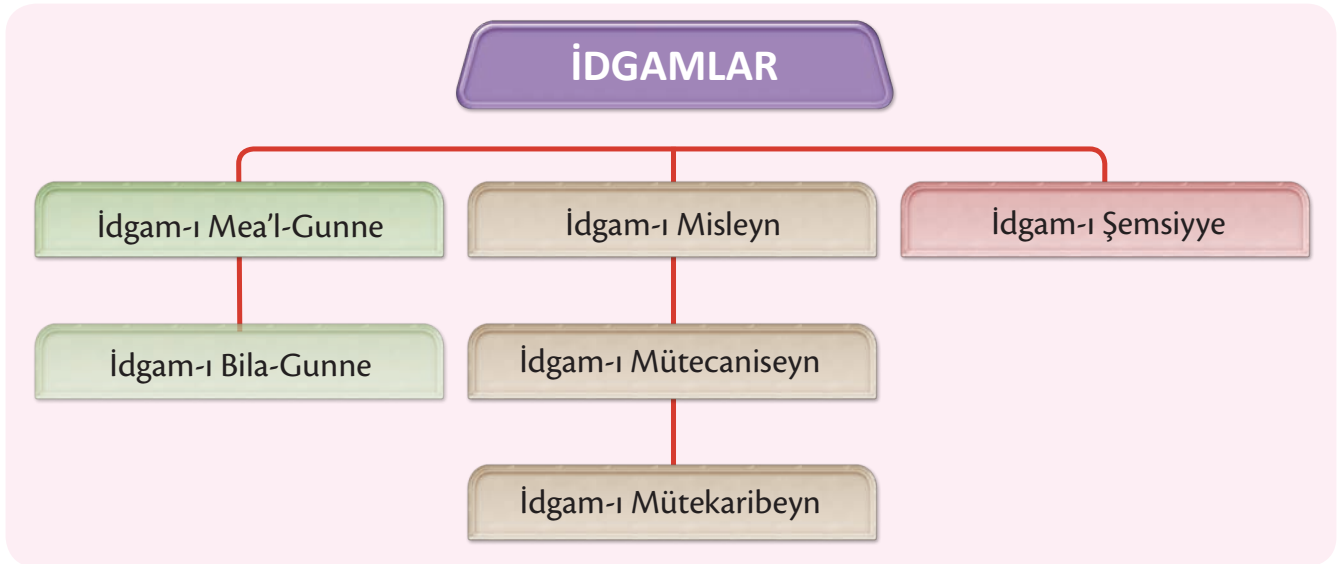 İDGAMLAR
İdgam-ı Mea'l-Gunne
İdgam-ı Misleyn
İdgam-ı Şemsiyye
İdgam-ı Bila-Gunne
İdgam-ı Mütecaniseyn
İdgam-ı Mütekaribeyn